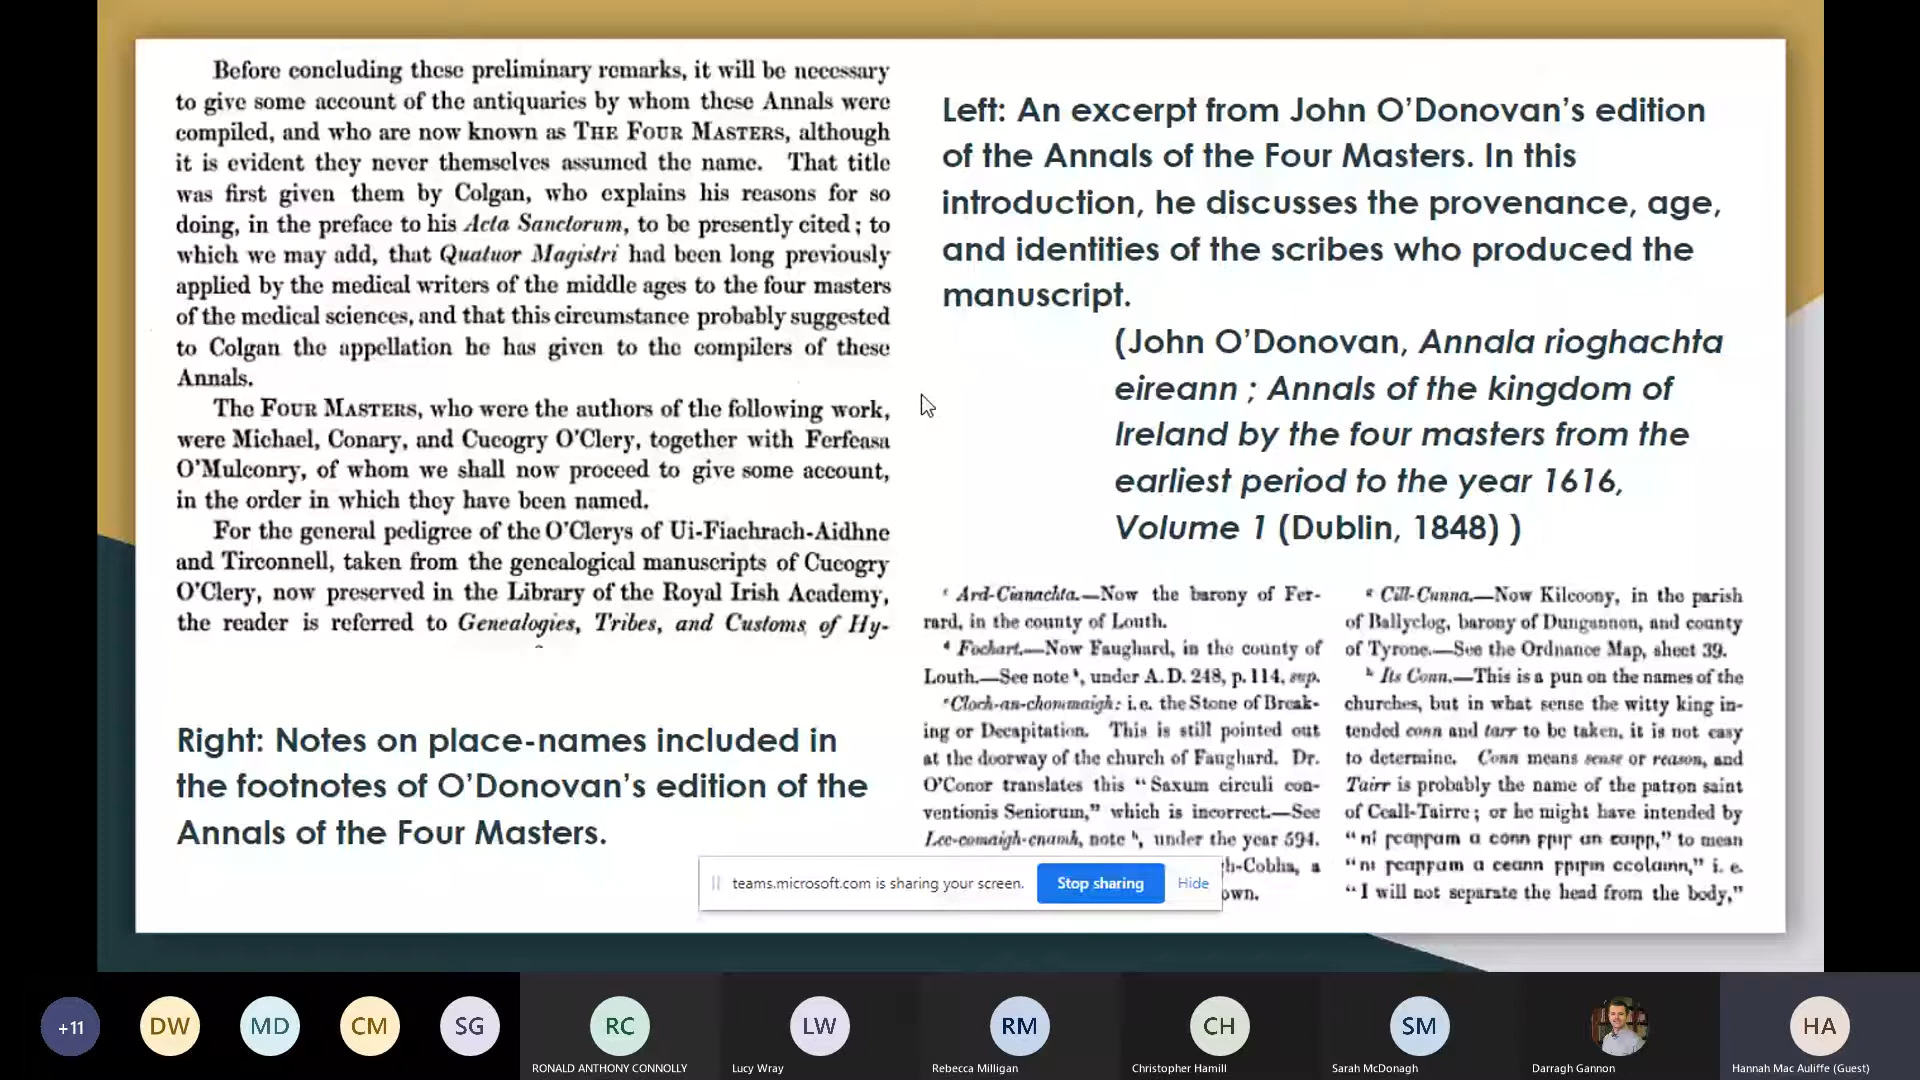 Before concluding these preliminary remarks, it will be necessary
to give some account of the antiquaries by whom these Annals were
compiled, and who are now known as THE FOUR MASTERS, although
it is evident they never themselves assumed the name. That title
was first given them by Colgan, who explains his reasons for so
doing, in the preface to his Acta Sanctorum, to be presently cited; to
which we may add, that Quatuor Magistri had been long previously
applied by the medical writers of the middle ages to the four masters
of the medical sciences, and that this circumstance probably suggested
to Colgan the appellation he has given to the compilers of these
Annals.
The FOUR MASTERS, who were the authors of the following work,
were Michael, Conary, and Cucogry O'Clery, together with Ferfeasa
O'Mulconry, of whom we shall now proceed to give some account,
in the order in which they have been named.
For the general pedigree of the O'Clerys of Ui-Fiachrach-Aidhne
and Tirconnell, taken from the genealogical manuscripts of Cucogry
O'Clery, now preserved in the Library of the Royal Irish Academy,
the reader is referred to Genealogies, Tribes, and Customs of Hy-
Left: An excerpt from John O'Donovan's edition
of the Annals of the Four Masters. In this
introduction, he discusses the provenance, age,
and identities of the scribes who produced the
manuscript.
(John O'Donovan, Annala rioghachta
eireann ; Annals of the kingdom of
Ireland by the four masters from the
earliest period to the year 1616,
Volume 1 (Dublin, 1848) )
Right: Notes on place-names included in
the footnotes of O'Donovan's edition of the
Annals of the Four Masters.
Ard-Cianachta.—Now the barony of Fer-
rard, in the county of Louth.
Fochart.—Now Faughard, in the county of
Louth.—See note, under A.D. 248, p. 114, sup.
Cloch-an-chommaigh: i.e. the Stone of Break-
ing or Decapitation. This is still pointed out
at the doorway of the church of Faughard. Dr.
O'Conor translates this "Saxum circuli con-
ventionis Seniorum," which is incorrect.—See
Lec-comaigh-cnamh, note h, under the year 594.
h-Cobha, a
own.
g Cill-Cunna.—Now Kilcoony, in the parish
of Ballyclog, barony of Dungannon, and county
of Tyrone.—See the Ordnance Map, sheet 39.
h Its Conn.—This is a pun on the names of the
churches, but in what sense the witty king in-
tended conn and tarr to be taken, it is not easy
to determine. Conn means sense or reason, and
Tairr is probably the name of the patron saint
of Ceall-Tairre; or he might have intended by
to mean
i. e.
"I will not separate the head from the body,"
teams.microsoft.com is sharing your screen.
Stop sharing
Hide
+11
DW
MD
CM
SG
RC
LW
RM
CH
SM
HA
RONALD ANTHONY CONNOLLY
Lucy Wray
Rebecca Milligan
Christopher Hamill
Sarah McDonagh
Darragh Gannon
Hannah Mac Auliffe (Guest)